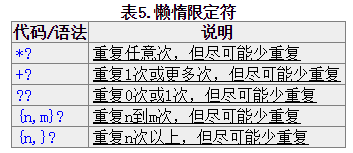 表5.懒惰限定符
代码/语法 说明
*? 重复任意次，但尽可能少重复
+? 重复1次或更多次，但尽可能少重复
?? 重复0次或1次，但尽可能少重复
{n,m}? 重复n到m次，但尽可能少重复
{n,}? 重复n次以上，但尽可能少重复